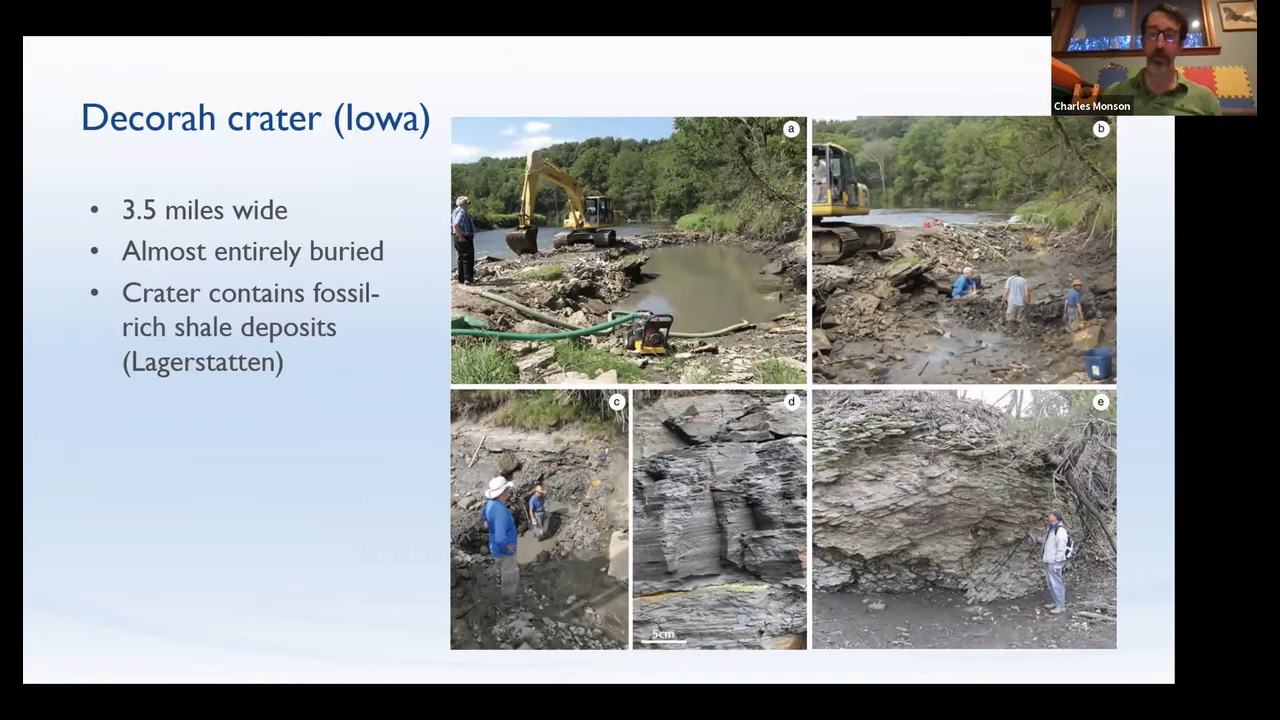 Charles Monson
Decorah crater (Iowa)
• 3.5 miles wide
• Almost entirely buried
• Crater contains fossil-
rich shale deposits
(Lagerstatten)
a
b
c
d
e
5cm